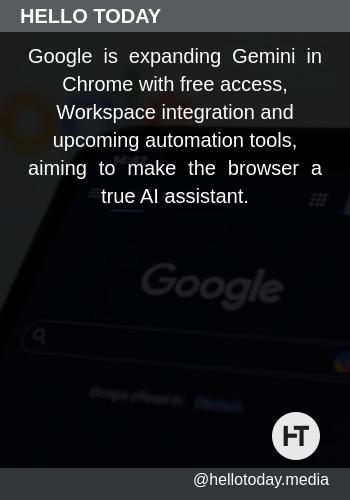 HELLO TODAY
Google is expanding Gemini in
Chrome with free access,
Workspace integration and
upcoming automation tools,
aiming to make the browser a
true AI assistant.
Google
Google offered in: Deutsch
HT
@hellotoday.media